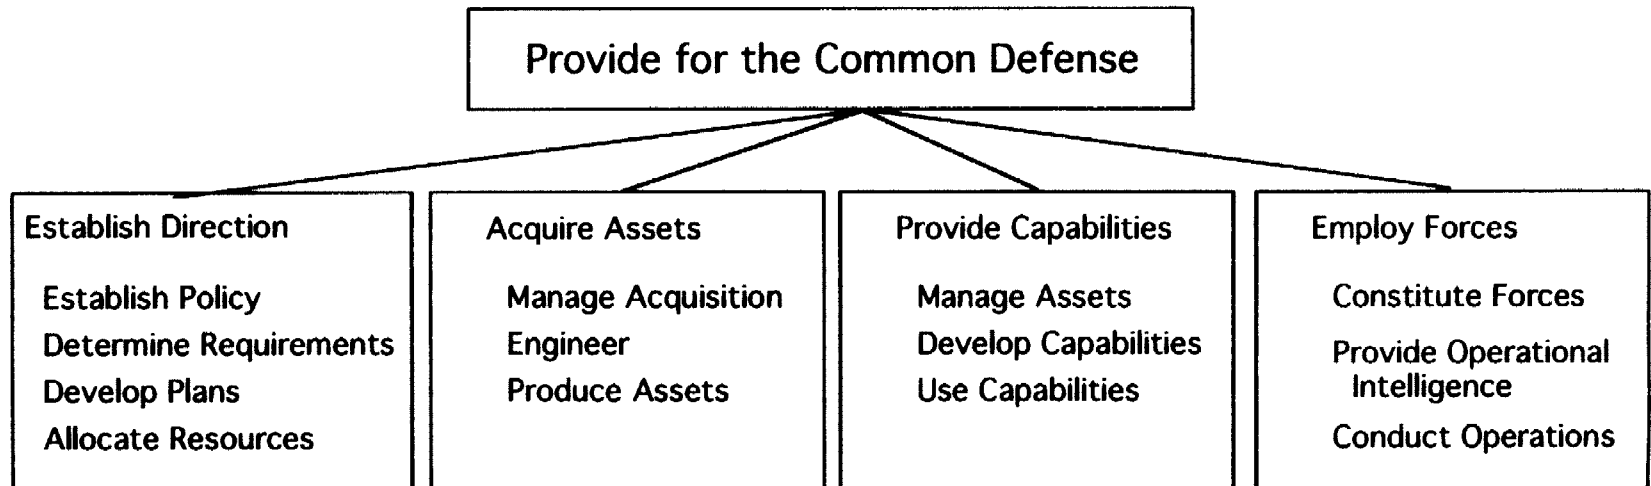 Provide for the Common Defense
Establish Direction
Establish Policy
Determine Requirements
Develop Plans
Allocate Resources
Acquire Assets
Manage Acquisition
Engineer
Produce Assets
Provide Capabilities
Manage Assets
Develop Capabilities
Use Capabilities
Employ Forces
Constitute Forces
Provide Operational
Intelligence
Conduct Operations